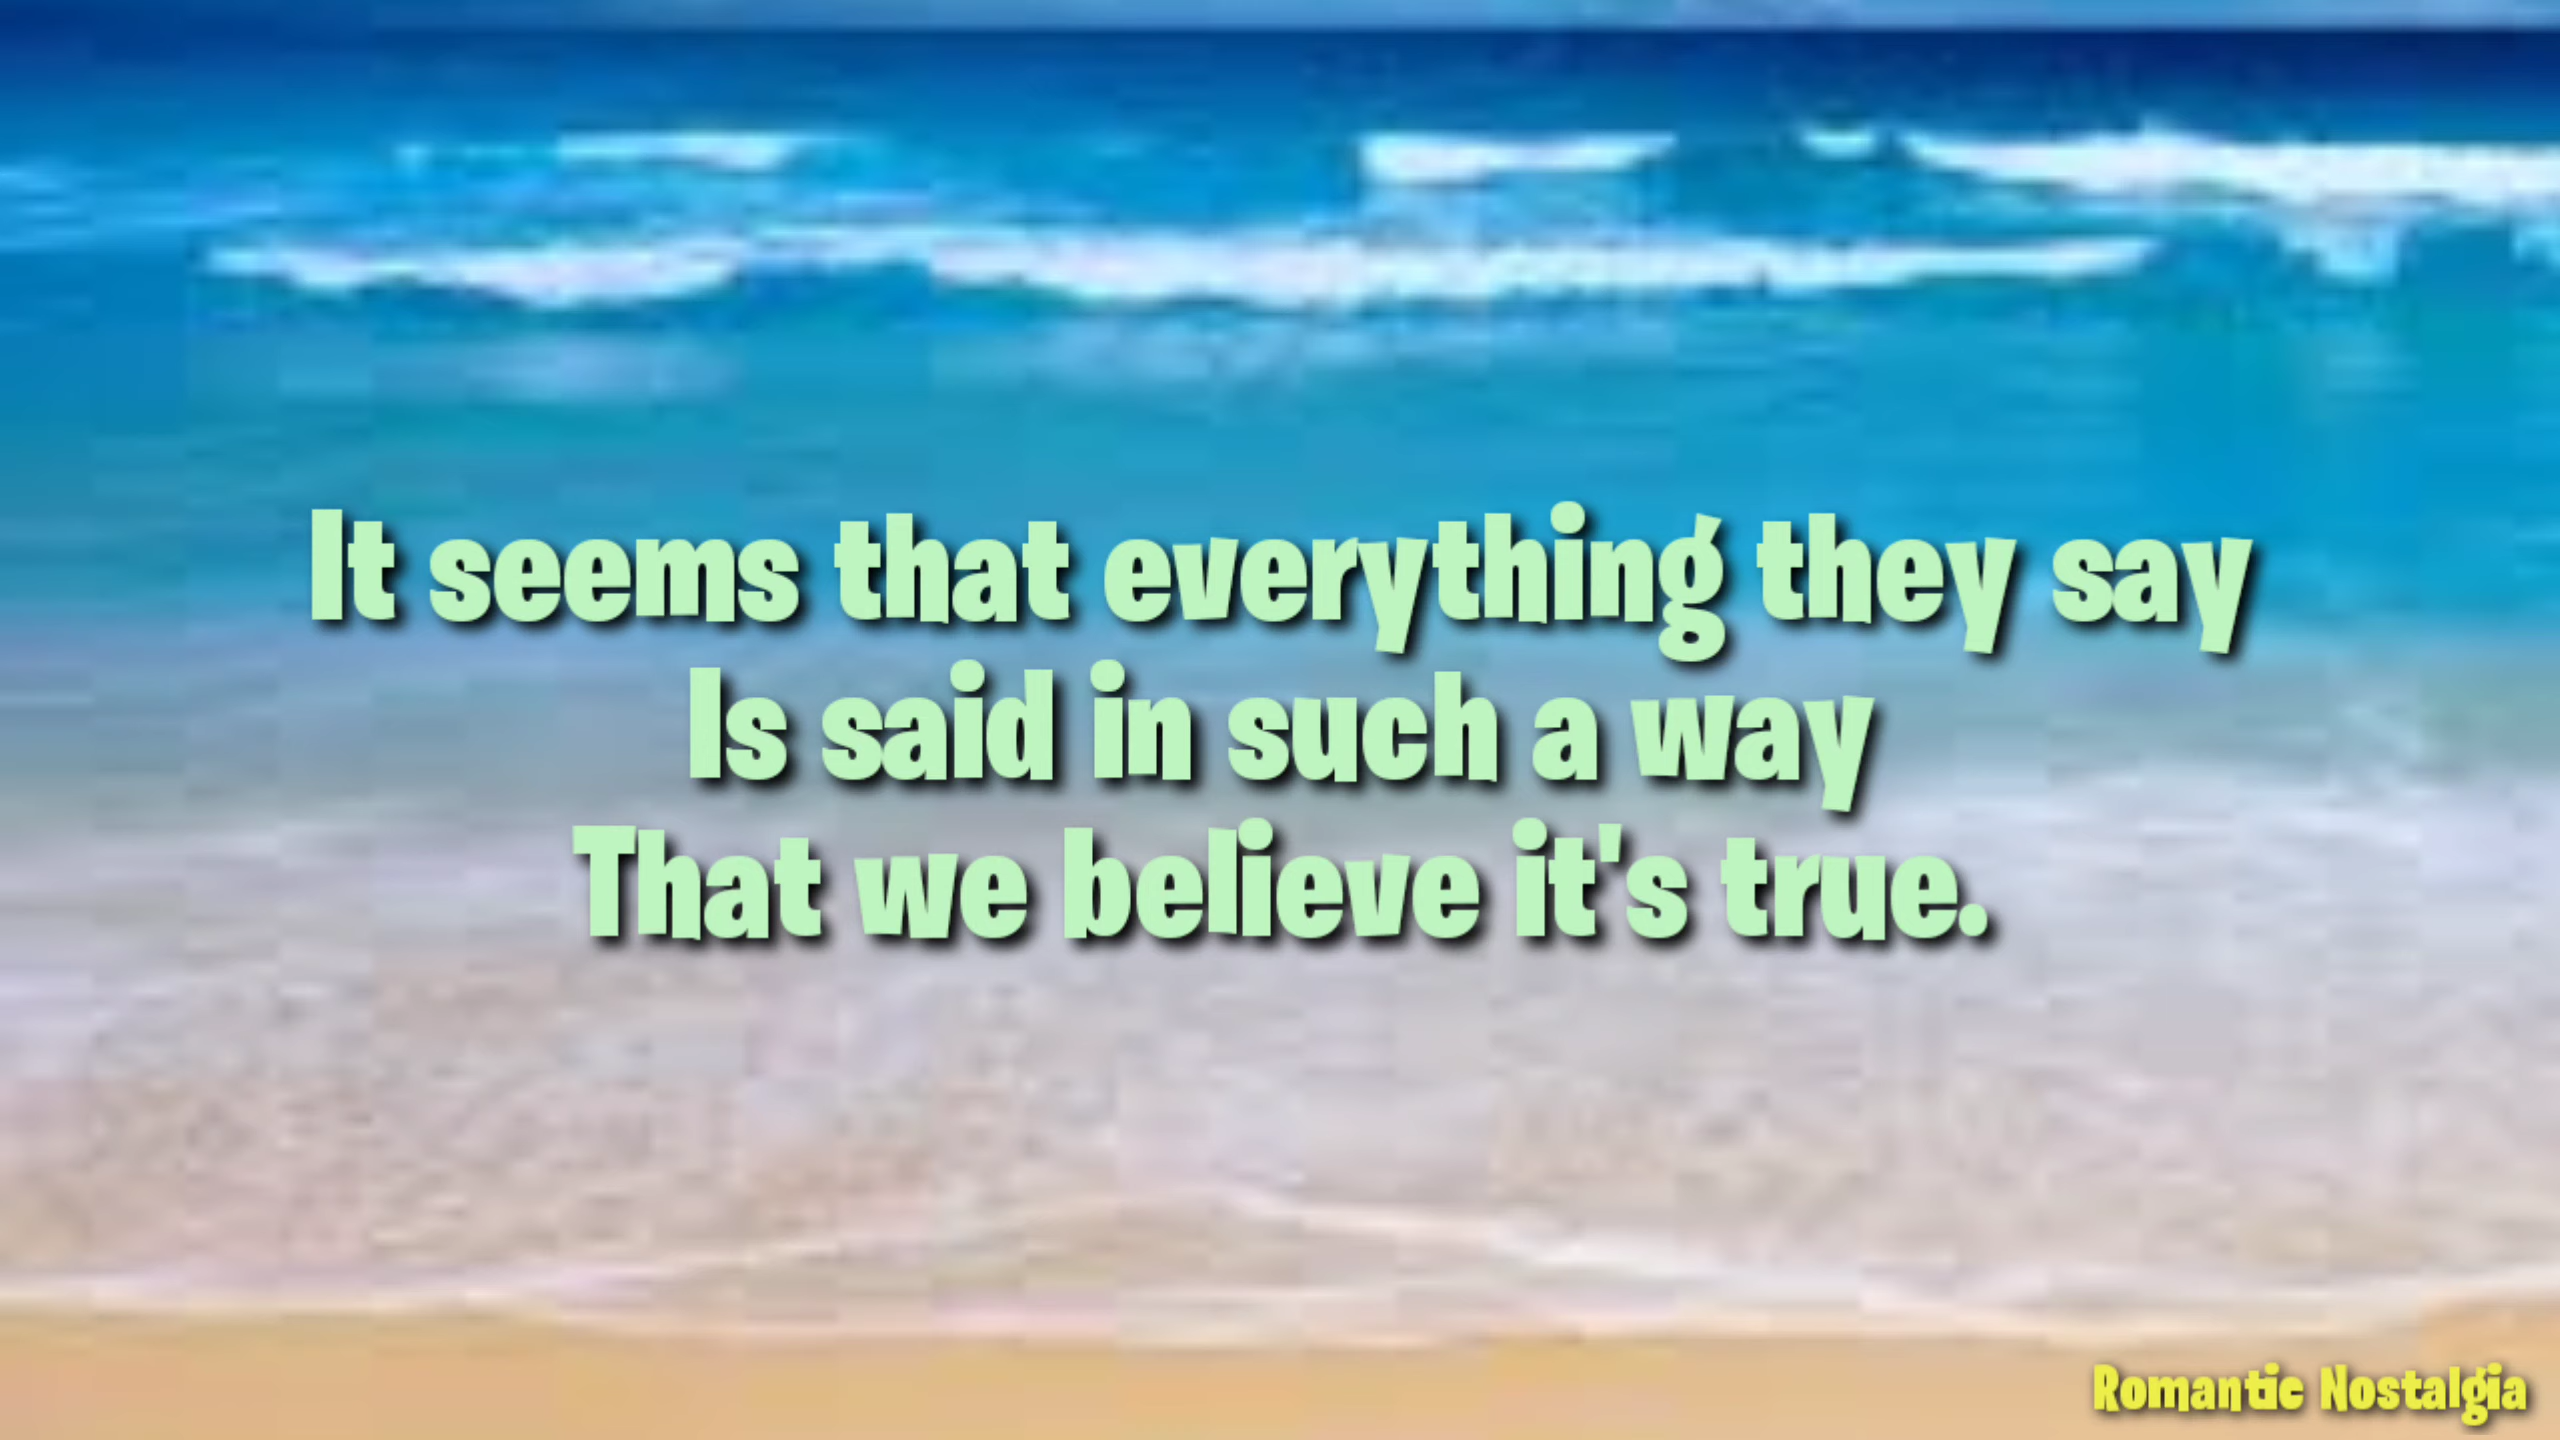 It seems that everything they say
Is said in such a way
That we believe it's true.
Romantic Nostalgia